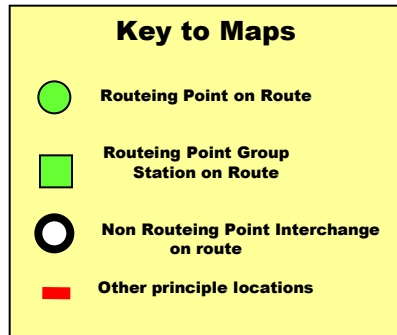 Key to Maps
Routeing Point on Route
Routeing Point Group
Station on Route
Non Routeing Point Interchange
on route
Other principle locations